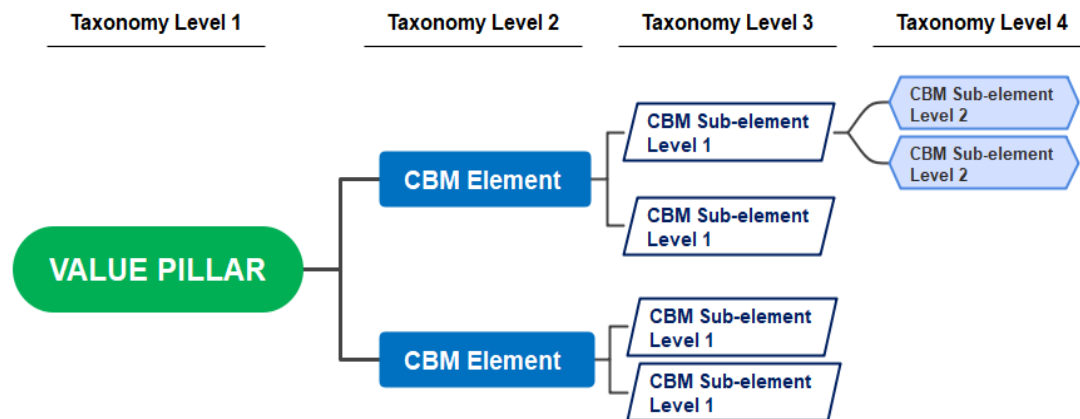 Taxonomy Level 1
Taxonomy Level 2
Taxonomy Level 3
Taxonomy Level 4
VALUE PILLAR
CBM Element
CBM Sub-element
Level 1
CBM Sub-element
Level 2
CBM Sub-element
Level 2
CBM Sub-element
Level 1
CBM Element
CBM Sub-element
Level 1
CBM Sub-element
Level 1